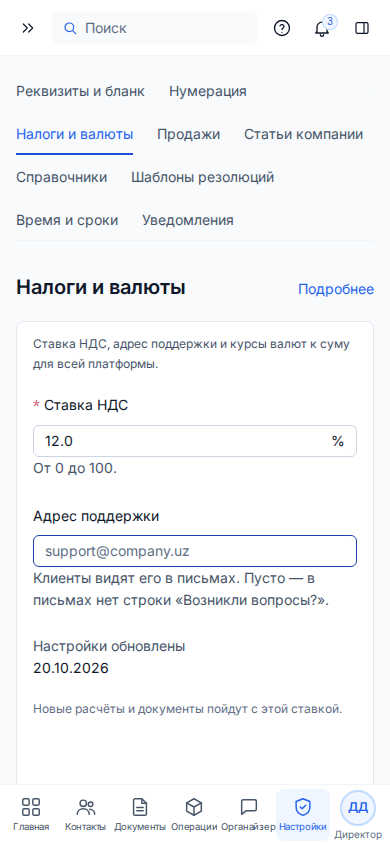 Поиск
3
Реквизиты и бланк Нумерация
Налоги и валюты Продажи Статьи компании
Справочники Шаблоны резолюций
Время и сроки Уведомления
Налоги и валюты Подробнее
Ставка НДС, адрес поддержки и курсы валют к суму
для всей платформы.
* Ставка НДС
12.0 %
От 0 до 100.
Адрес поддержки
support@company.uz
Клиенты видят его в письмах. Пусто — в
письмах нет строки «Возникли вопросы?».
Настройки обновлены
20.10.2026
Новые расчёты и документы пойдут с этой ставкой.
ДД
Главная Контакты Документы Операции Органайзер Настройки Директор